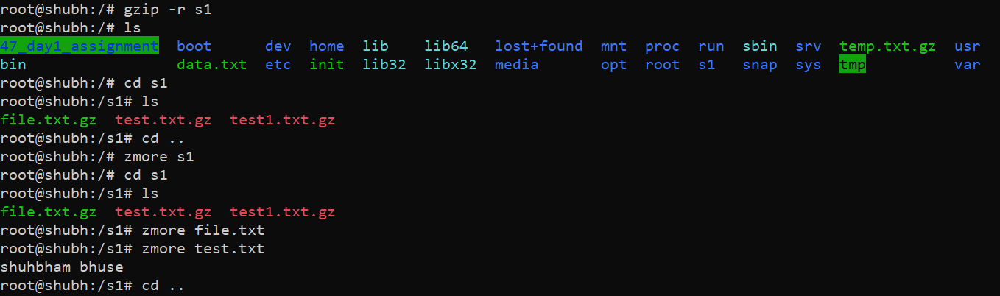 root@shubh:/# gzip -r s1
root@shubh:/# ls
47_day1_assignment  boot      dev  home  lib    lib64   lost+found  mnt  proc  run  sbin  srv  temp.txt.gz  usr
bin                 data.txt  etc  init  lib32  libx32  media       opt  root  s1   snap  sys  tmp          var
root@shubh:/# cd s1
root@shubh:/s1# ls
file.txt.gz  test.txt.gz  test1.txt.gz
root@shubh:/s1# cd ..
root@shubh:/# zmore s1
root@shubh:/# cd s1
root@shubh:/s1# ls
file.txt.gz  test.txt.gz  test1.txt.gz
root@shubh:/s1# zmore file.txt
root@shubh:/s1# zmore test.txt
shuhbham bhuse
root@shubh:/s1# cd ..